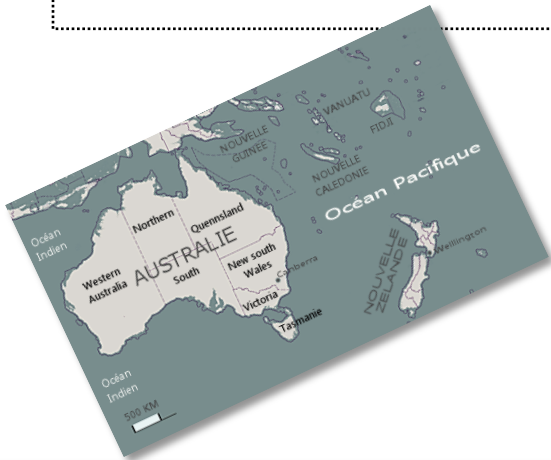 VANUATU
FIDJI
NOUVELLE
GUINEE
NOUVELLE
CALEDONIE
Océan Pacifique
Océan
Indien
Northern
Quennsland
AUSTRALIE
Western
Australia
South
New south
Wales
Canberra
Victoria
Tasmanie
NOUVELLE
ZELANDE
Wellington
Océan
Indien
500 KM